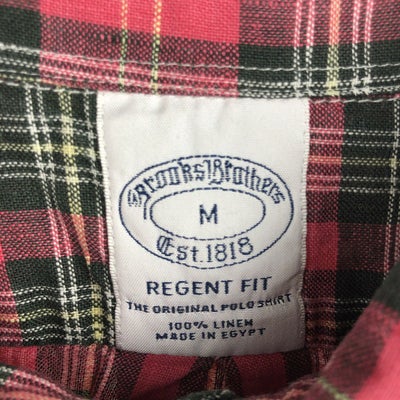 Brooks Brothers
M
Est. 1818
REGENT FIT
THE ORIGINAL POLO SHIRT
100% LINEN
MADE IN EGYPT